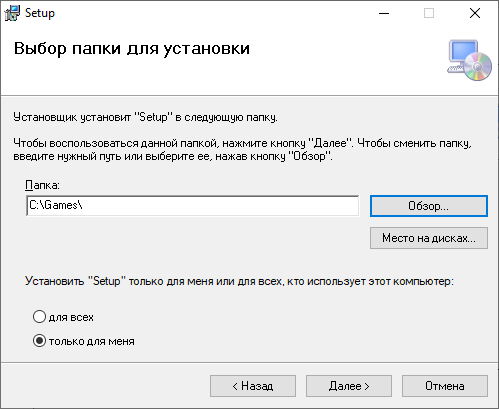 Setup
Выбор папки для установки
Установщик установит "Setup" в следующую папку.
Чтобы воспользоваться данной папкой, нажмите кнопку "Далее". Чтобы сменить папку,
введите нужный путь или выберите ее, нажав кнопку "Обзор".
Папка:
C:\Games\
Обзор...
Место на дисках...
Установить "Setup" только для меня или для всех, кто использует этот компьютер:
для всех
только для меня
< Назад
Далее >
Отмена